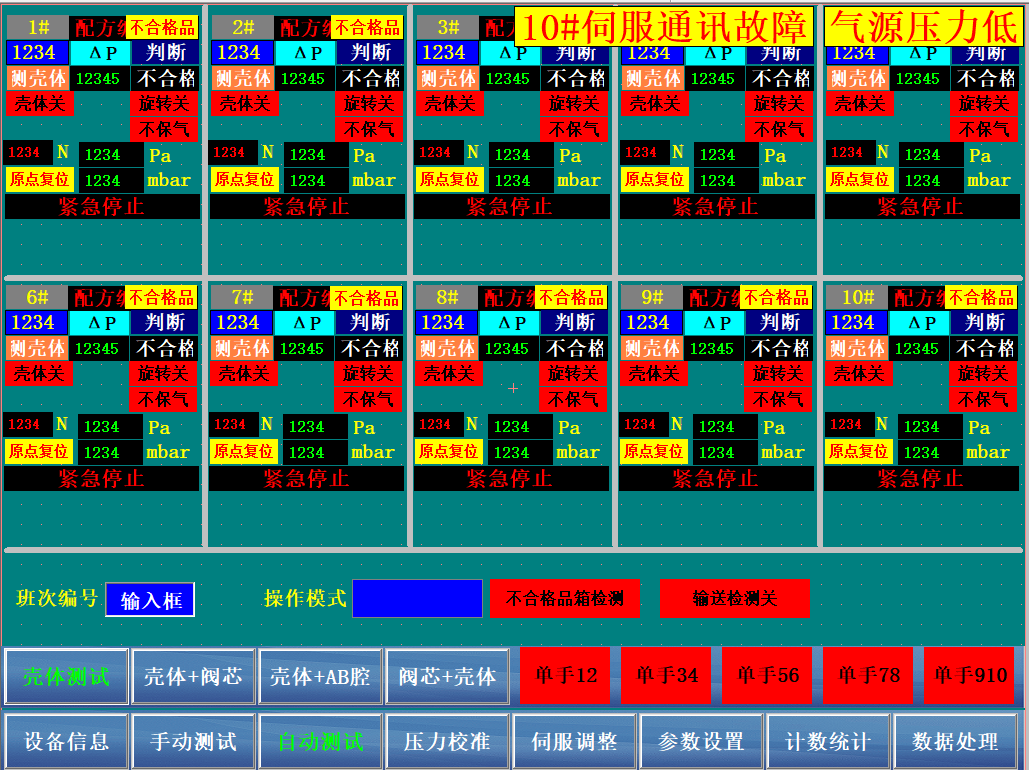 1# 配方 不合格品 2# 配方 不合格品 3# 配 10#伺服通讯故障 气源压力低
1234 ΔP 判断 1234 ΔP 判断 1234 ΔP 判断 1234 ΔP 判断 1234 ΔP 判断
测壳体 12345 不合格 测壳体 12345 不合格 测壳体 12345 不合格 测壳体 12345 不合格 测壳体 12345 不合格
壳体关 旋转关 壳体关 旋转关 壳体关 旋转关 壳体关 旋转关 壳体关 旋转关
不保气 不保气 不保气 不保气 不保气
1234 N 1234 Pa 1234 N 1234 Pa 1234 N 1234 Pa 1234 N 1234 Pa 1234 N 1234 Pa
原点复位 1234 mbar 原点复位 1234 mbar 原点复位 1234 mbar 原点复位 1234 mbar 原点复位 1234 mbar
紧急停止 紧急停止 紧急停止 紧急停止 紧急停止
6# 配方 不合格品 7# 配方 不合格品 8# 配方 不合格品 9# 配方 不合格品 10# 配方 不合格品
1234 ΔP 判断 1234 ΔP 判断 1234 ΔP 判断 1234 ΔP 判断 1234 ΔP 判断
测壳体 12345 不合格 测壳体 12345 不合格 测壳体 12345 不合格 测壳体 12345 不合格 测壳体 12345 不合格
壳体关 旋转关 壳体关 旋转关 壳体关 旋转关 壳体关 旋转关 壳体关 旋转关
不保气 不保气 不保气 不保气 不保气
1234 N 1234 Pa 1234 N 1234 Pa 1234 N 1234 Pa 1234 N 1234 Pa 1234 N 1234 Pa
原点复位 1234 mbar 原点复位 1234 mbar 原点复位 1234 mbar 原点复位 1234 mbar 原点复位 1234 mbar
紧急停止 紧急停止 紧急停止 紧急停止 紧急停止
班次编号 输入框 操作模式 不合格品箱检测 输送检测关
壳体测试 壳体+阀芯 壳体+AB腔 阀芯+壳体 单手12 单手34 单手56 单手78 单手910
设备信息 手动测试 自动测试 压力校准 伺服调整 参数设置 计数统计 数据处理